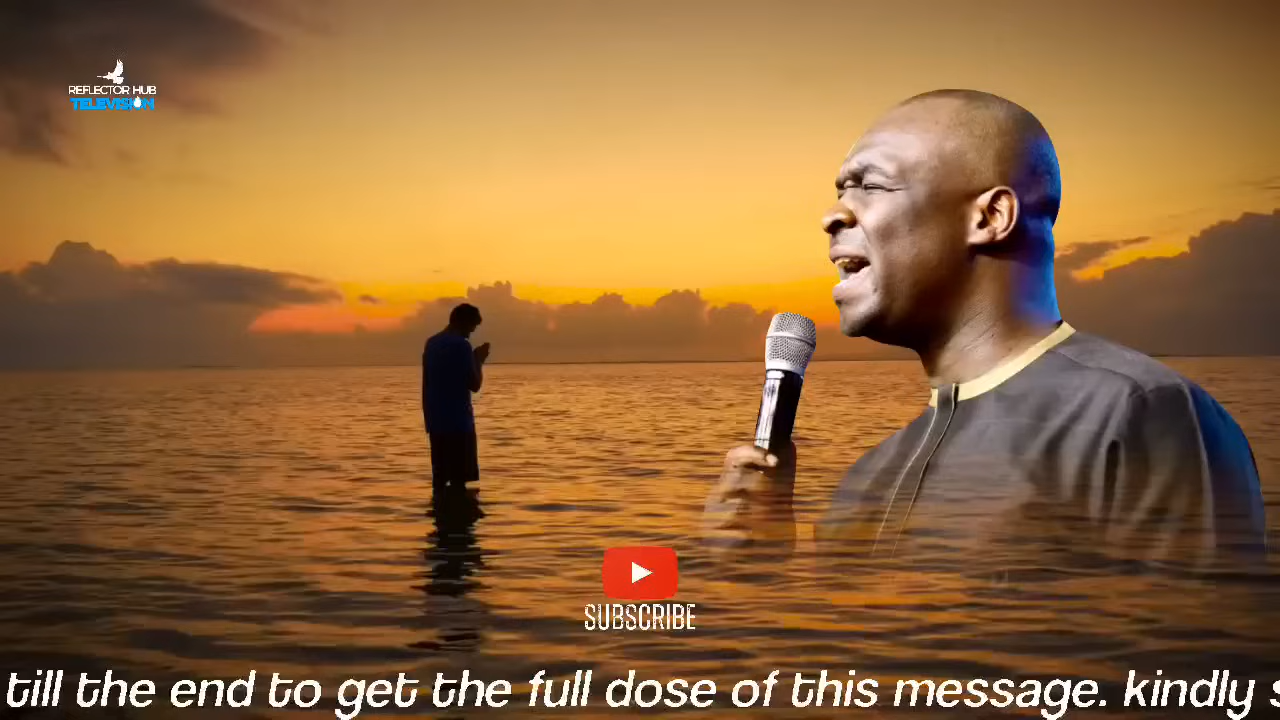 REFLECTOR HUB
TELEVISION
SUBSCRIBE
till the end to get the full dose of this message. kindly